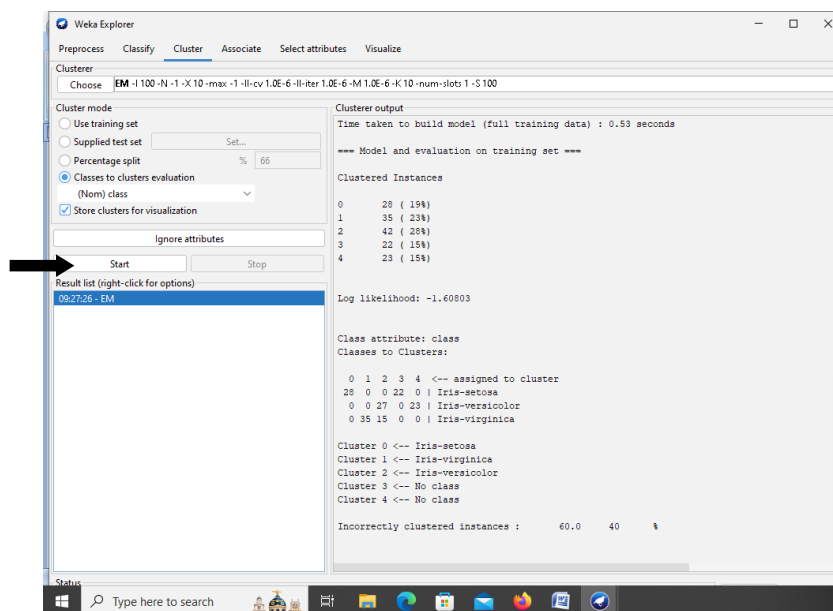 Weka Explorer
Preprocess Classify Cluster Associate Select attributes Visualize
Clusterer
Choose EM -I 100 -N -1 -X 10 -max -1 -ll-cv 1.0E-6 -ll-iter 1.0E-6 -M 1.0E-6 -K 10 -num-slots 1 -S 100
Cluster mode
Use training set
Supplied test set Set...
Percentage split % 66
Classes to clusters evaluation
(Nom) class
Store clusters for visualization
Ignore attributes
Start Stop
Result list (right-click for options)
09:27:26 - EM
Clusterer output
Time taken to build model (full training data) : 0.53 seconds
=== Model and evaluation on training set ===
Clustered Instances
0 28 ( 19%)
1 35 ( 23%)
2 42 ( 28%)
3 22 ( 15%)
4 23 ( 15%)
Log likelihood: -1.60803
Class attribute: class
Classes to Clusters:
0 1 2 3 4 <-- assigned to cluster
28 0 0 22 0 | Iris-setosa
0 0 27 0 23 | Iris-versicolor
0 35 15 0 0 | Iris-virginica
Cluster 0 <-- Iris-setosa
Cluster 1 <-- Iris-virginica
Cluster 2 <-- Iris-versicolor
Cluster 3 <-- No class
Cluster 4 <-- No class
Incorrectly clustered instances : 60.0 40 %
Status
Type here to search